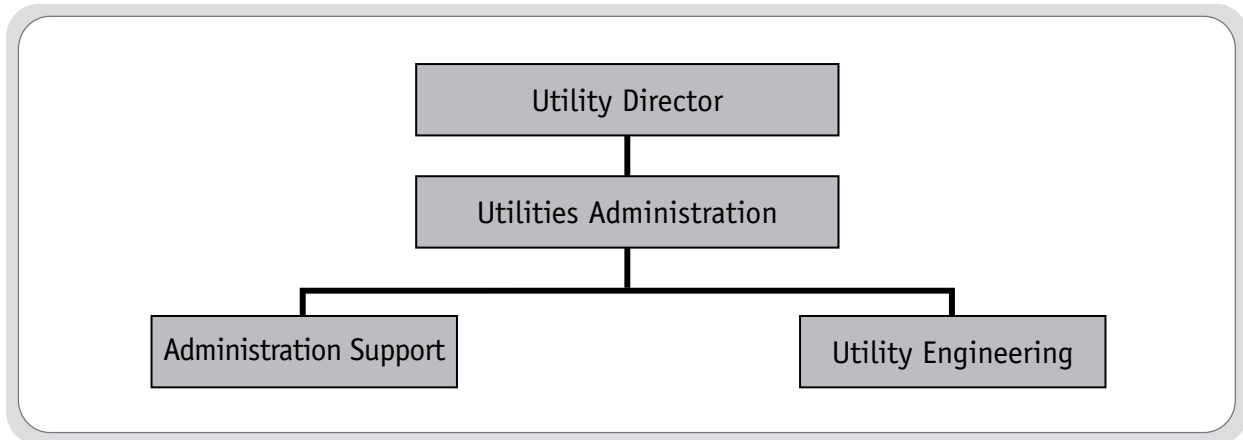 Utility Director
Utilities Administration
Administration Support
Utility Engineering